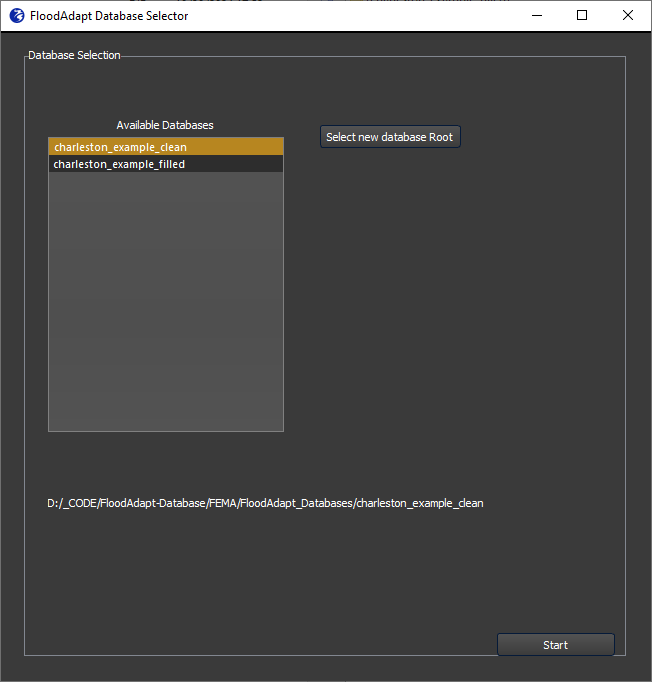 FloodAdapt Database Selector
Database Selection
Available Databases
charleston_example_clean
charleston_example_filled
Select new database Root
D:/_CODE/FloodAdapt-Database/FEMA/FloodAdapt_Databases/charleston_example_clean
Start